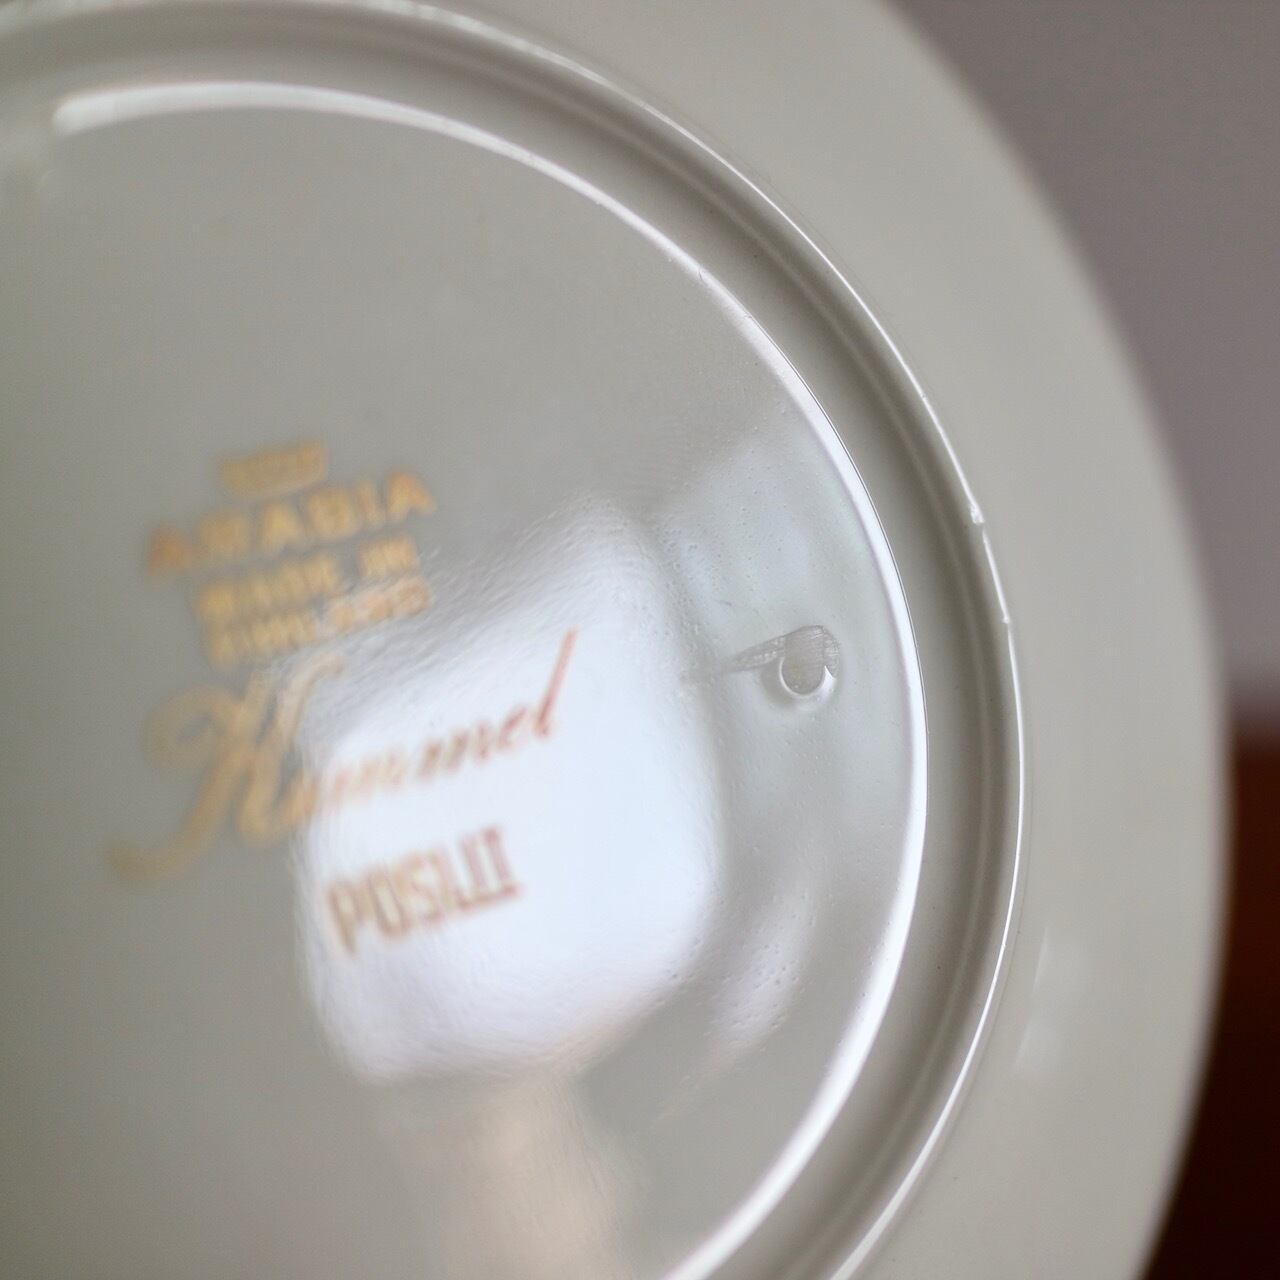 ARABIA
MADE IN
FINLAND
Hummel
POSLII